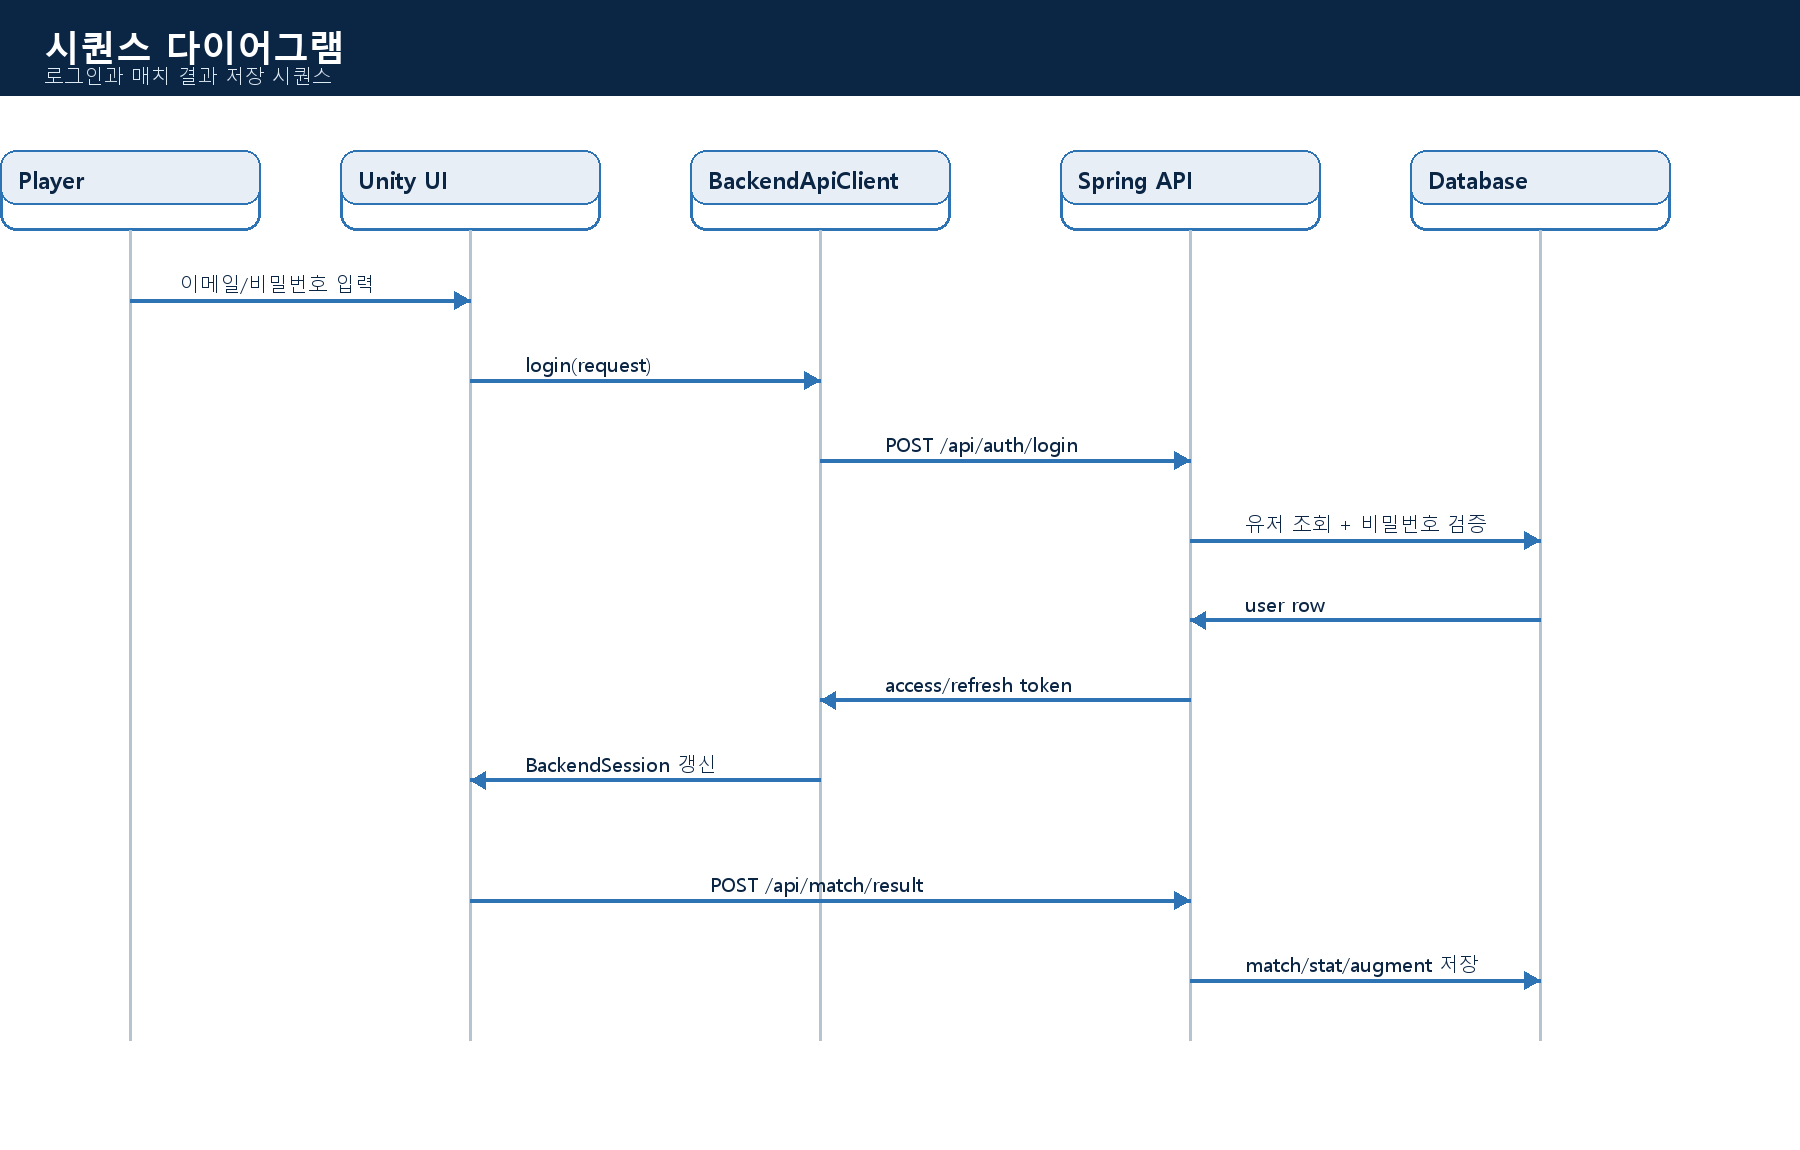 시퀀스 다이어그램
로그인과 매치 결과 저장 시퀀스
Player
Unity UI
BackendApiClient
Spring API
Database
이메일/비밀번호 입력
login(request)
POST /api/auth/login
유저 조회 + 비밀번호 검증
user row
access/refresh token
BackendSession 갱신
POST /api/match/result
match/stat/augment 저장